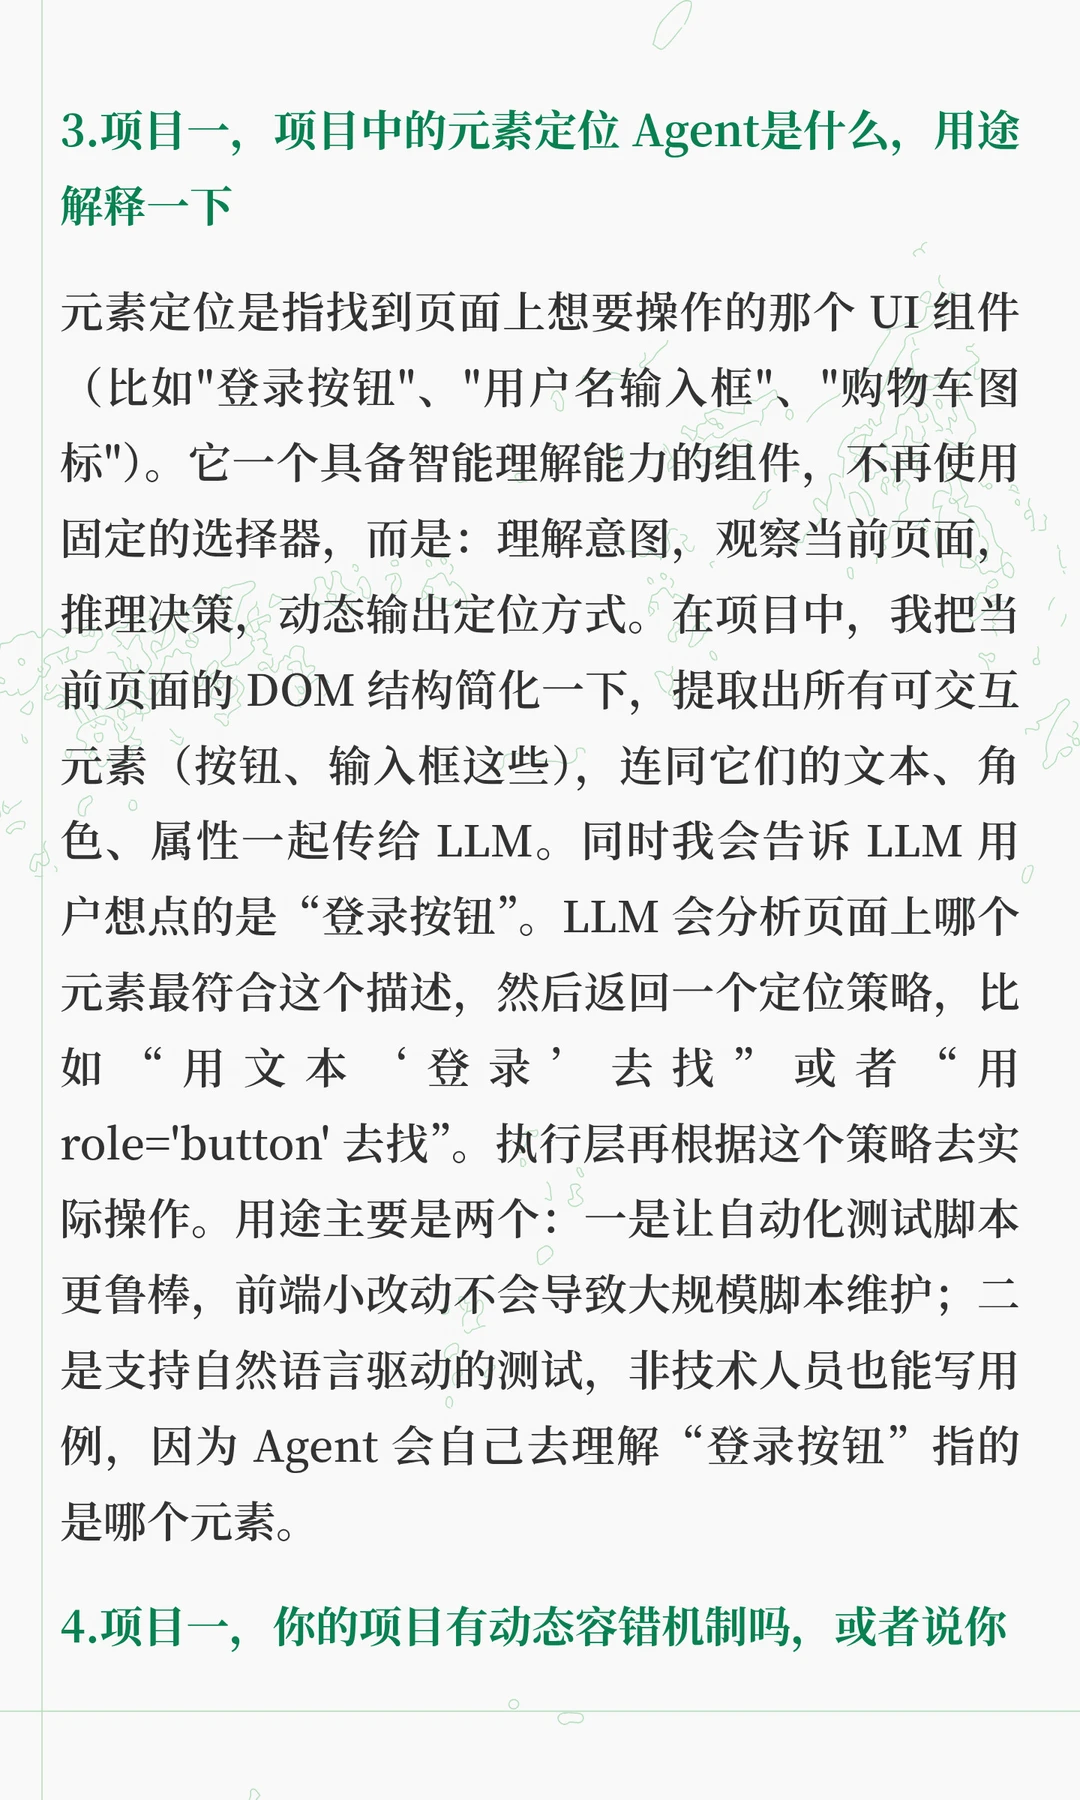 3.项目一，项目中的元素定位 Agent是什么，用途
解释一下
元素定位是指找到页面上想要操作的那个 UI 组件
（比如"登录按钮"、"用户名输入框"、"购物车图
标"）。它一个具备智能理解能力的组件，不再使用
固定的选择器，而是：理解意图，观察当前页面，
推理决策，动态输出定位方式。在项目中，我把当
前页面的 DOM 结构简化一下，提取出所有可交互
元素（按钮、输入框这些），连同它们的文本、角
色、属性一起传给 LLM。同时我会告诉 LLM 用
户想点的是“登录按钮”。LLM 会分析页面上哪个
元素最符合这个描述，然后返回一个定位策略，比
如“用文本‘登录’去找”或者“用
role='button' 去找”。执行层再根据这个策略去实
际操作。用途主要是两个：一是让自动化测试脚本
更鲁棒，前端小改动不会导致大规模脚本维护；二
是支持自然语言驱动的测试，非技术人员也能写用
例，因为 Agent 会自己去理解“登录按钮”指的
是哪个元素。
4.项目一，你的项目有动态容错机制吗，或者说你